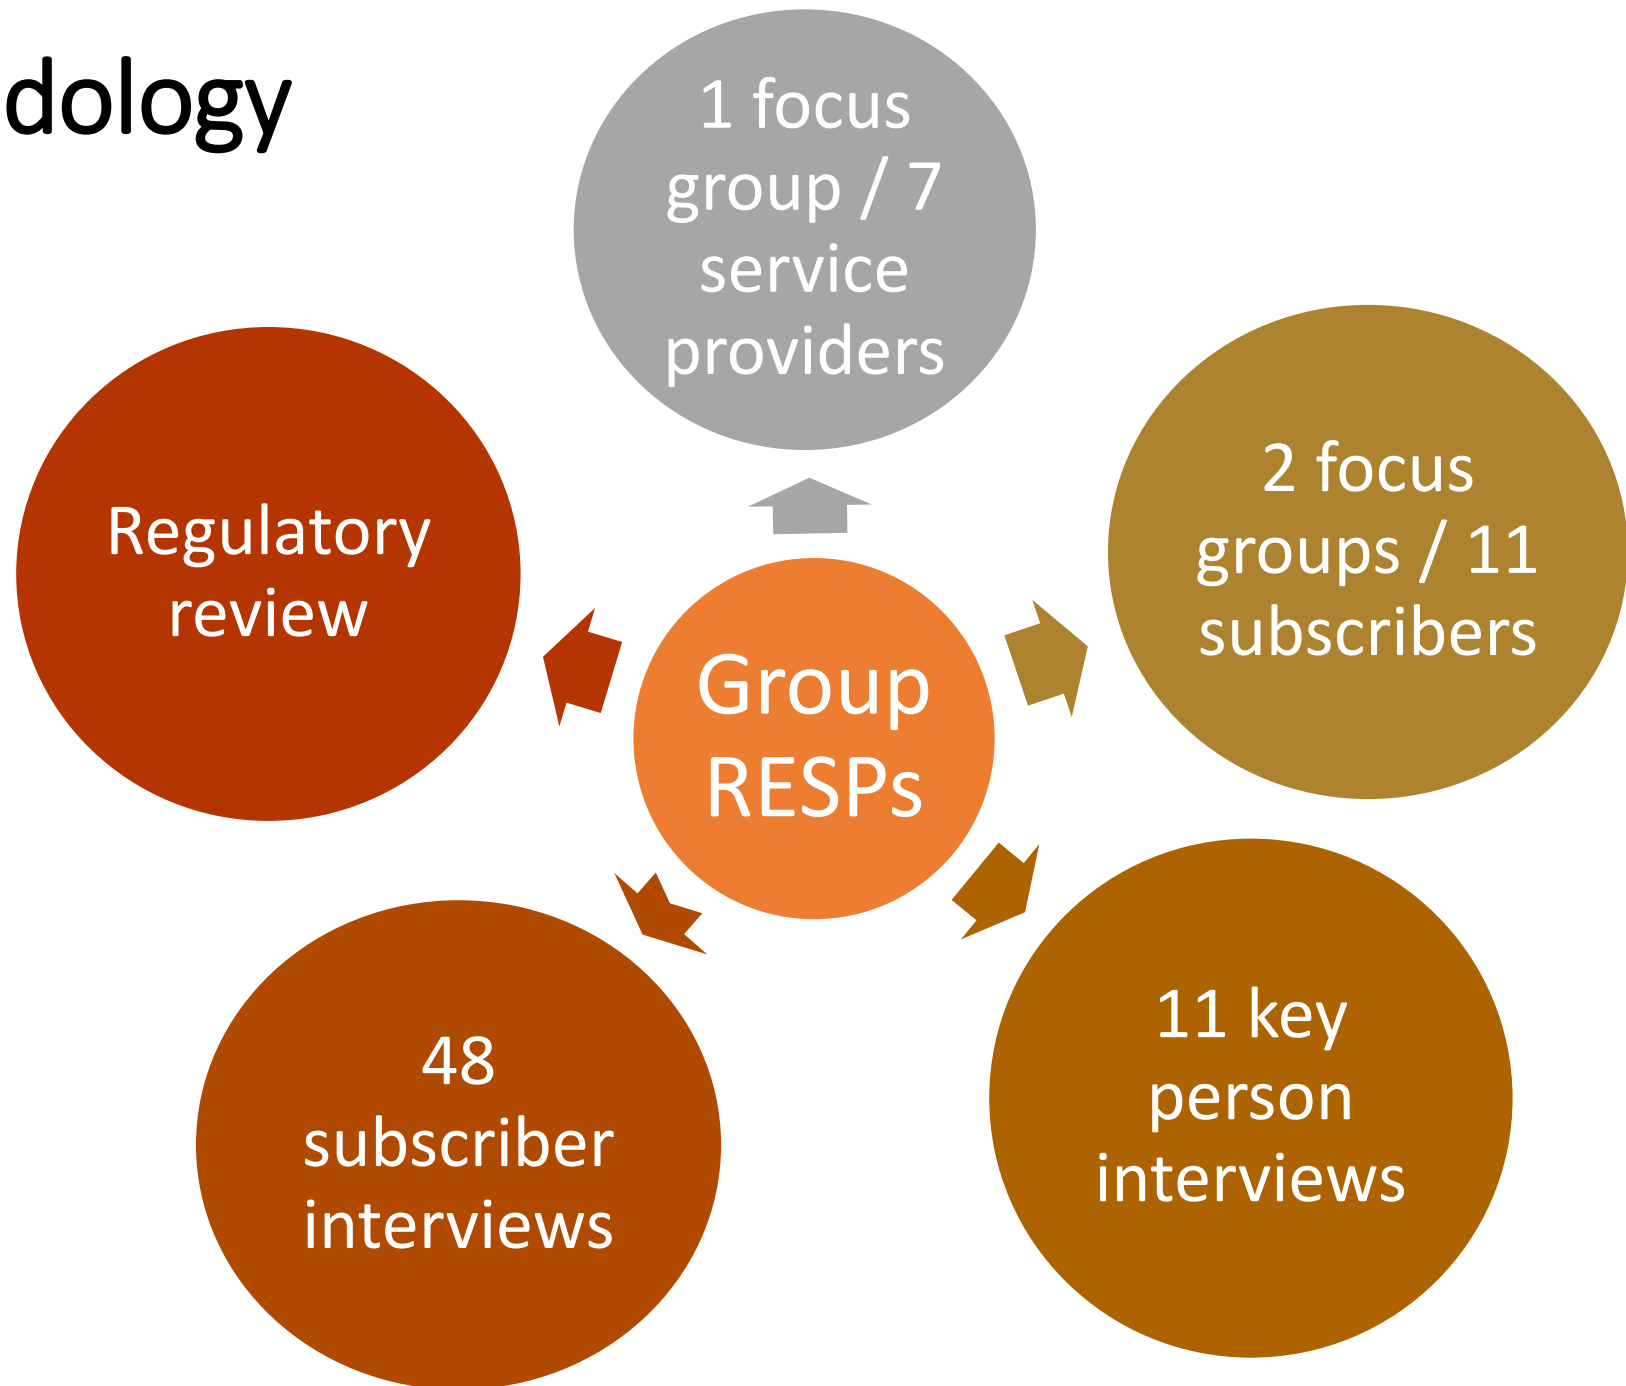 dology
1 focus
group / 7
service
providers
2 focus
groups / 11
subscribers
11 key
person
interviews
48
subscriber
interviews
Regulatory
review
Group
RESPs